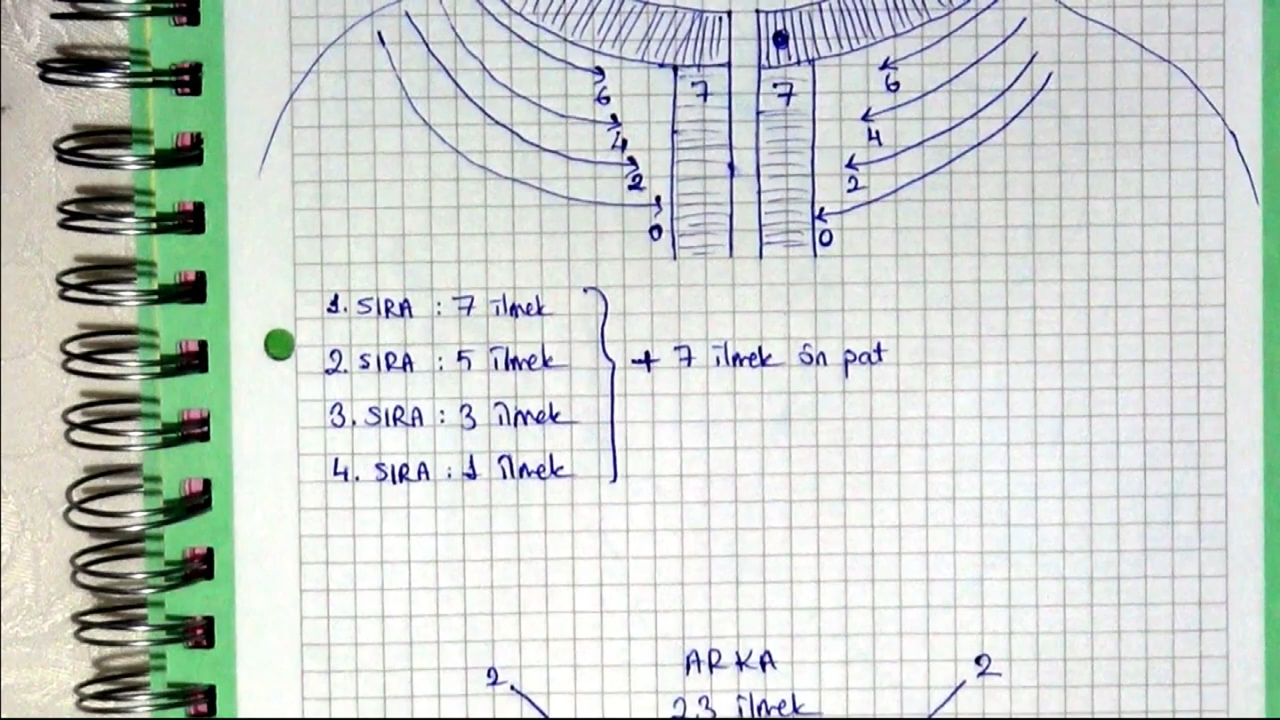 7 7
6 6
4 4
2 2
0 0
1. SIRA : 7 ilmek
2. SIRA : 5 ilmek
3. SIRA : 3 ilmek
4. SIRA : 1 ilmek
+ 7 ilmek ön pat
2 ARKA 2
23 ilmek